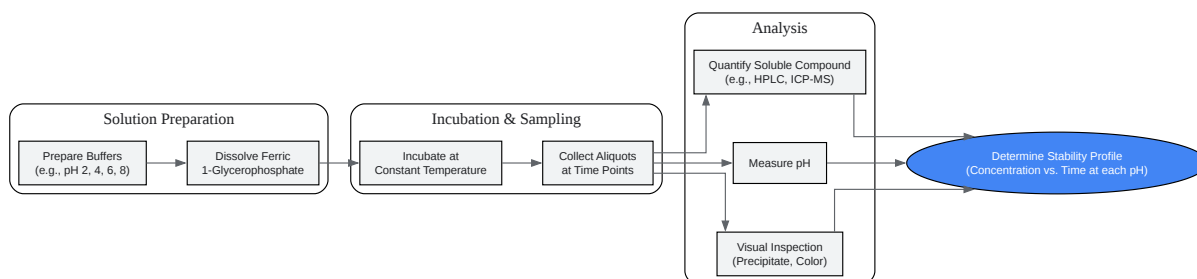 Solution Preparation
Prepare Buffers
(e.g., pH 2, 4, 6, 8)
Dissolve Ferric
1-Glycerophosphate
Incubation & Sampling
Incubate at
Constant Temperature
Collect Aliquots
at Time Points
Analysis
Quantify Soluble Compound
(e.g., HPLC, ICP-MS)
Measure pH
Visual Inspection
(Precipitate, Color)
Determine Stability Profile
(Concentration vs. Time at each pH)